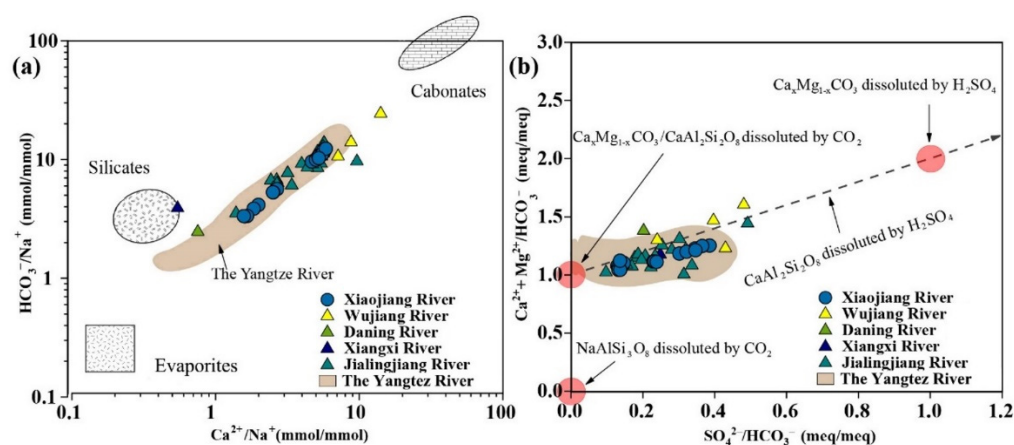 (a)
100
10
1
0.1
HCO₃⁻/Na⁺ (mmol/mmol)
Cabonates
Silicates
The Yangtze River
Evaporites
Xiaojiang River
Wujiang River
Daning River
Xiangxi River
Jialingjiang River
The Yangtez River
0.1 1 10 100
Ca²⁺/Na⁺(mmol/mmol)
(b)
3.0
2.5
2.0
1.5
1.0
0.5
0.0
Ca²⁺+ Mg²⁺/HCO₃⁻ (meq/meq)
CaₓMg₁₋ₓCO₃ dissoluted by H₂SO₄
CaₓMg₁₋ₓCO₃/CaAl₂Si₂O₈ dissoluted by CO₂
CaAl₂Si₂O₈ dissoluted by H₂SO₄
NaAlSi₃O₈ dissoluted by CO₂
Xiaojiang River
Wujiang River
Daning River
Xiangxi River
Jialingjiang River
The Yangtez River
0.0 0.2 0.4 0.6 0.8 1.0 1.2
SO₄²⁻/HCO₃⁻ (meq/meq)